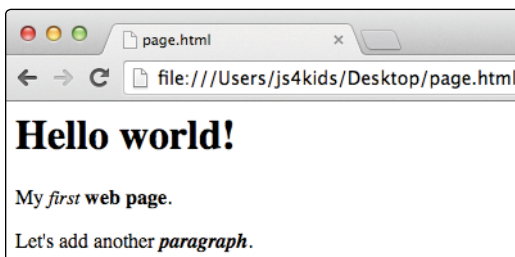 page.html
file:///Users/js4kids/Desktop/page.html
Hello world!
My first web page.
Let's add another paragraph.